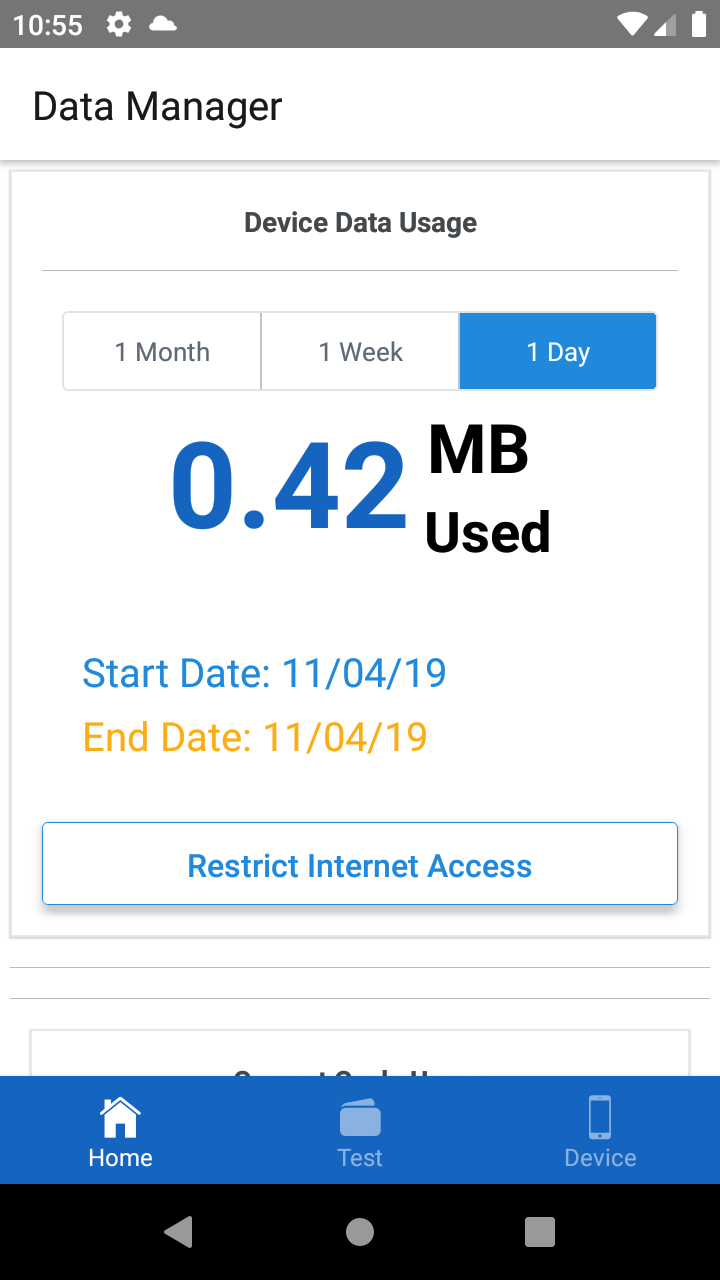 10:55
Data Manager
Device Data Usage
1 Month
1 Week
1 Day
0.42 MB
Used
Start Date: 11/04/19
End Date: 11/04/19
Restrict Internet Access
Home
Test
Device